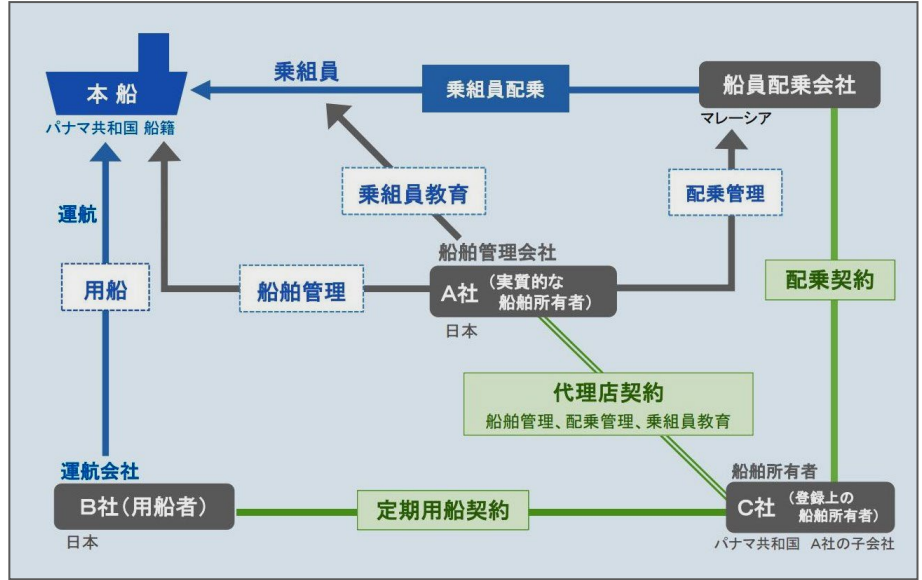 本船
パナマ共和国 船籍
乗組員
乗組員配乗
船員配乗会社
マレーシア
乗組員教育
配乗管理
運航
用船
船舶管理
船舶管理会社
A社 (実質的な
船舶所有者)
日本
配乗契約
代理店契約
船舶管理、配乗管理、乗組員教育
運航会社
B社(用船者)
日本
定期用船契約
船舶所有者
C社 (登録上の
船舶所有者)
パナマ共和国 A社の子会社